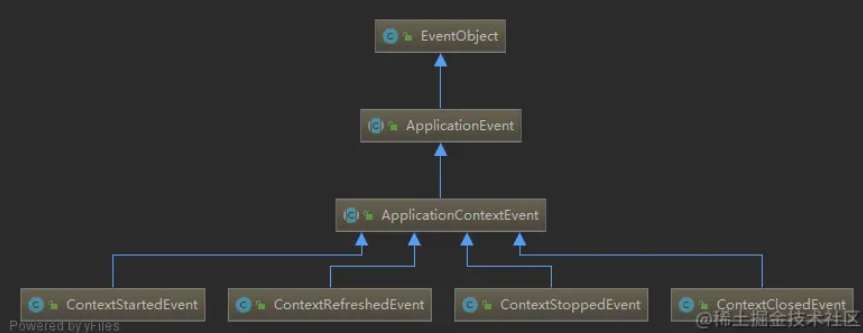 EventObject
ApplicationEvent
ApplicationContextEvent
ContextStartedEvent
ContextRefreshedEvent
ContextStoppedEvent
ContextClosedEvent
Powered by yFiles
@稀土掘金技术社区